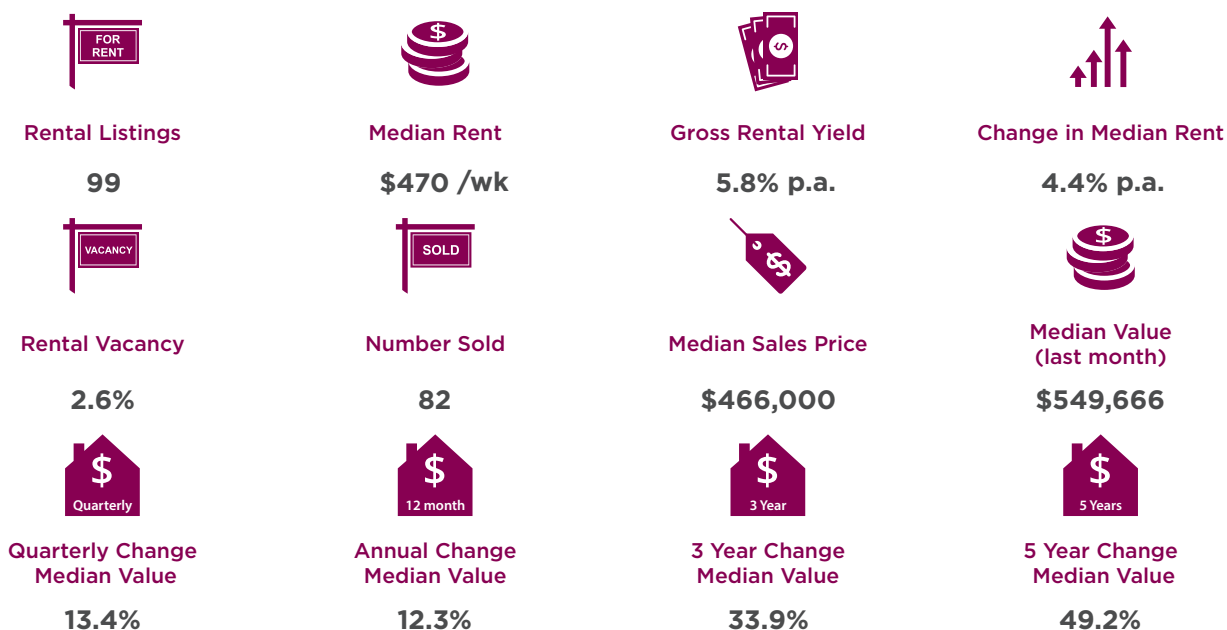 FOR
RENT
$
$
Rental Listings
Median Rent
Gross Rental Yield
Change in Median Rent
99
$470 /wk
5.8% p.a.
4.4% p.a.
VACANCY
SOLD
$
$
Rental Vacancy
Number Sold
Median Sales Price
Median Value
(last month)
2.6%
82
$466,000
$549,666
$
Quarterly
$
12 month
$
3 Year
$
5 Years
Quarterly Change
Median Value
Annual Change
Median Value
3 Year Change
Median Value
5 Year Change
Median Value
13.4%
12.3%
33.9%
49.2%